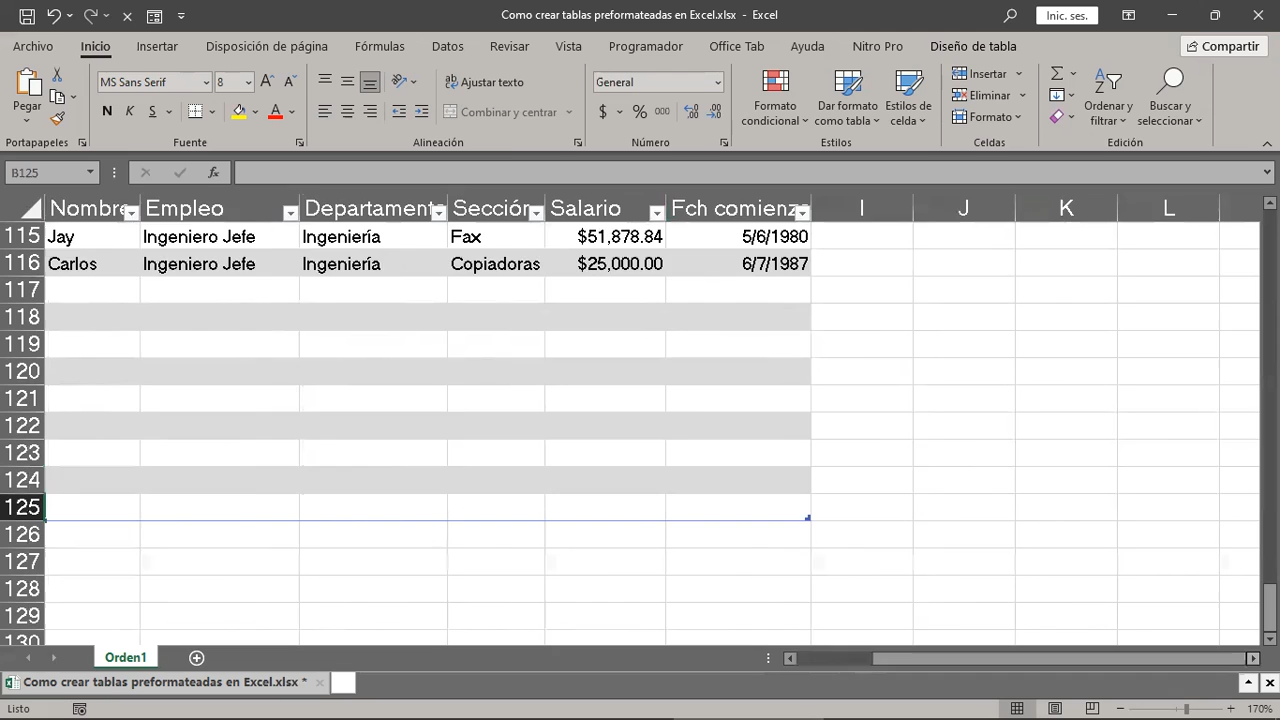 Como crear tablas preformateadas en Excel.xlsx - Excel
Inic. ses.
Archivo Inicio Insertar Disposición de página Fórmulas Datos Revisar Vista Programador Office Tab Ayuda Nitro Pro Diseño de tabla Compartir
Pegar
MS Sans Serif 8
N K S
Ajustar texto
Combinar y centrar
General
$ % 000
Formato condicional
Dar formato como tabla
Estilos de celda
Insertar
Eliminar
Formato
Ordenar y filtrar
Buscar y seleccionar
Portapapeles Fuente Alineación Número Estilos Celdas Edición
B125 fx
Nombre Empleo Departament Sección Salario Fch comienz I J K L
115 Jay Ingeniero Jefe Ingeniería Fax $51,878.84 5/6/1980
116 Carlos Ingeniero Jefe Ingeniería Copiadoras $25,000.00 6/7/1987
117
118
119
120
121
122
123
124
125
126
127
128
129
130
Orden1
Como crear tablas preformateadas en Excel.xlsx *
Listo 170%